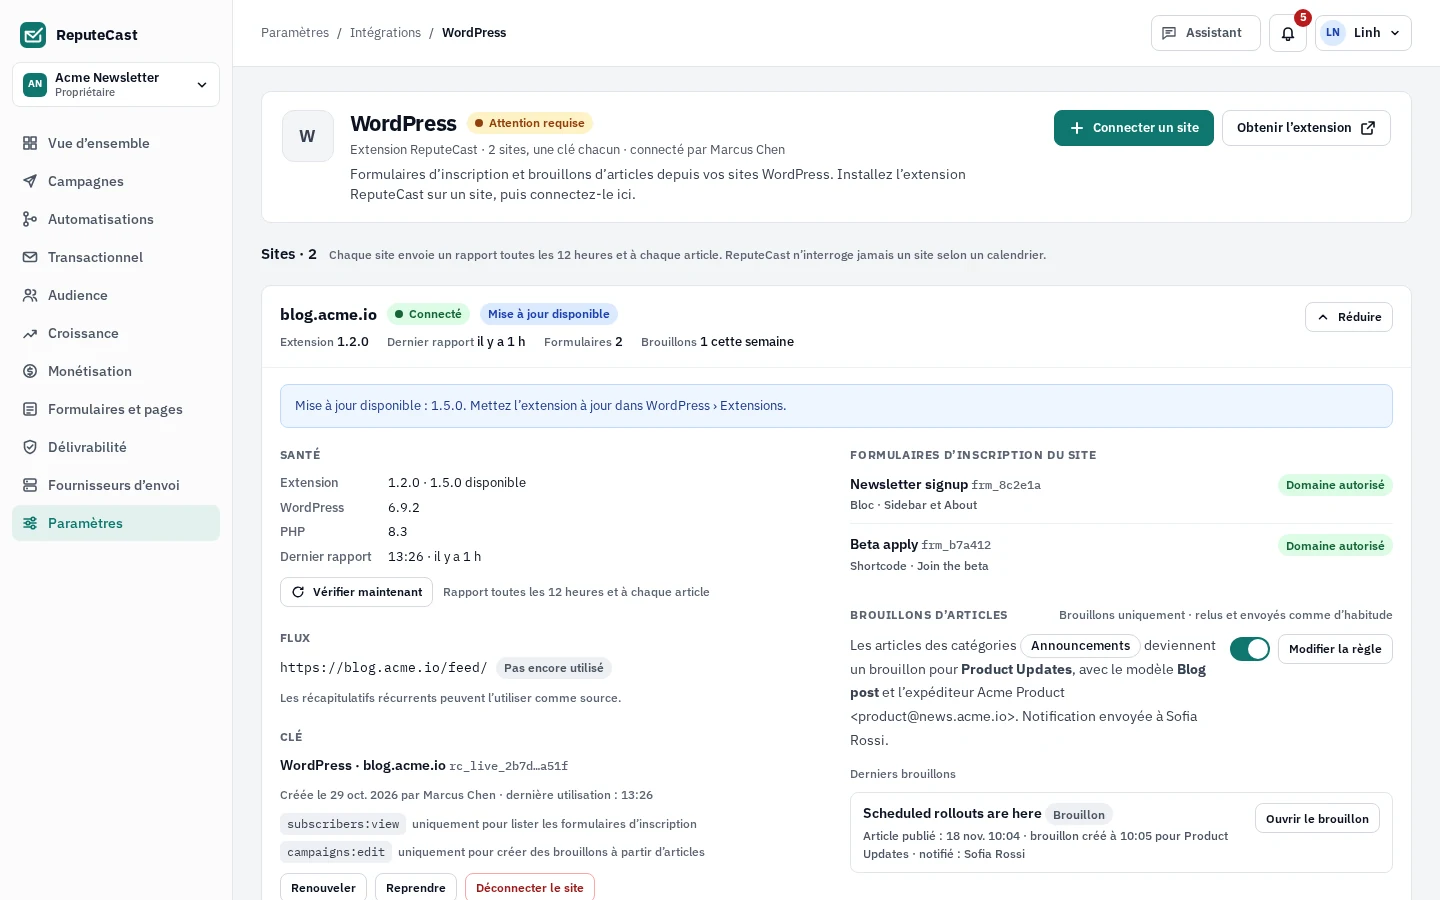 ReputeCast
AN
Acme Newsletter
Propriétaire
Vue d’ensemble
Campagnes
Automatisations
Transactionnel
Audience
Croissance
Monétisation
Formulaires et pages
Délivrabilité
Fournisseurs d’envoi
Paramètres
Paramètres / Intégrations / WordPress
Assistant
5
LN Linh
W
WordPress Attention requise
Extension ReputeCast · 2 sites, une clé chacun · connecté par Marcus Chen
Formulaires d’inscription et brouillons d’articles depuis vos sites WordPress. Installez l’extension
ReputeCast sur un site, puis connectez-le ici.
Connecter un site
Obtenir l’extension
Sites · 2 Chaque site envoie un rapport toutes les 12 heures et à chaque article. ReputeCast n’interroge jamais un site selon un calendrier.
blog.acme.io Connecté Mise à jour disponible
Extension 1.2.0 Dernier rapport il y a 1 h Formulaires 2 Brouillons 1 cette semaine
Réduire
Mise à jour disponible : 1.5.0. Mettez l’extension à jour dans WordPress › Extensions.
SANTÉ
Extension 1.2.0 · 1.5.0 disponible
WordPress 6.9.2
PHP 8.3
Dernier rapport 13:26 · il y a 1 h
Vérifier maintenant Rapport toutes les 12 heures et à chaque article
FLUX
https://blog.acme.io/feed/ Pas encore utilisé
Les récapitulatifs récurrents peuvent l’utiliser comme source.
CLÉ
WordPress · blog.acme.io rc_live_2b7d…a51f
Créée le 29 oct. 2026 par Marcus Chen · dernière utilisation : 13:26
subscribers:view uniquement pour lister les formulaires d’inscription
campaigns:edit uniquement pour créer des brouillons à partir d’articles
Renouveler Reprendre Déconnecter le site
FORMULAIRES D’INSCRIPTION DU SITE
Newsletter signup frm_8c2e1a Domaine autorisé
Bloc · Sidebar et About
Beta apply frm_b7a412 Domaine autorisé
Shortcode · Join the beta
BROUILLONS D’ARTICLES Brouillons uniquement · relus et envoyés comme d’habitude
Les articles des catégories Announcements deviennent
un brouillon pour Product Updates, avec le modèle Blog
post et l’expéditeur Acme Product
<product@news.acme.io>. Notification envoyée à Sofia
Rossi.
Modifier la règle
Derniers brouillons
Scheduled rollouts are here Brouillon
Article publié : 18 nov. 10:04 · brouillon créé à 10:05 pour Product
Updates · notifié : Sofia Rossi
Ouvrir le brouillon